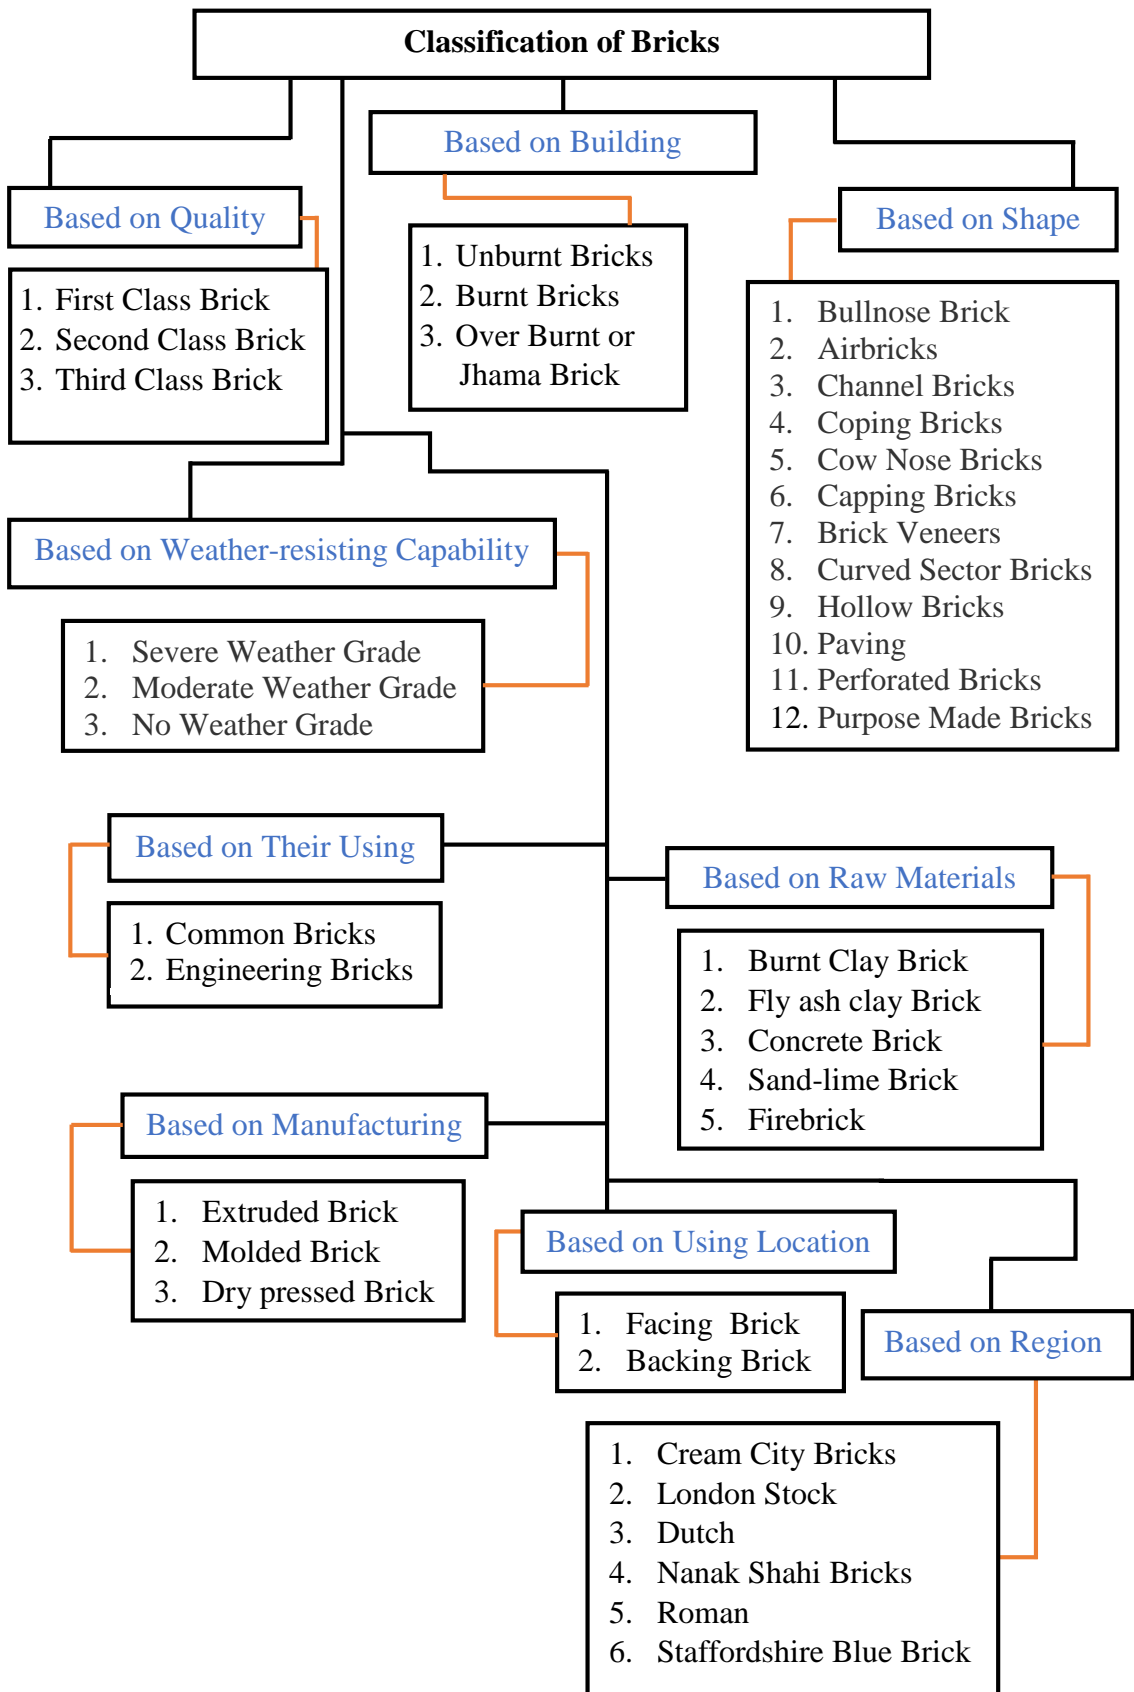 Classification of Bricks
Based on Building
Based on Quality
Based on Shape
1. First Class Brick
2. Second Class Brick
3. Third Class Brick
1. Unburnt Bricks
2. Burnt Bricks
3. Over Burnt or
Jhama Brick
1. Bullnose Brick
2. Airbricks
3. Channel Bricks
4. Coping Bricks
5. Cow Nose Bricks
6. Capping Bricks
7. Brick Veneers
8. Curved Sector Bricks
9. Hollow Bricks
10. Paving
11. Perforated Bricks
12. Purpose Made Bricks
Based on Weather-resisting Capability
1. Severe Weather Grade
2. Moderate Weather Grade
3. No Weather Grade
Based on Their Using
1. Common Bricks
2. Engineering Bricks
Based on Raw Materials
1. Burnt Clay Brick
2. Fly ash clay Brick
3. Concrete Brick
4. Sand-lime Brick
5. Firebrick
Based on Manufacturing
1. Extruded Brick
2. Molded Brick
3. Dry pressed Brick
Based on Using Location
1. Facing Brick
2. Backing Brick
Based on Region
1. Cream City Bricks
2. London Stock
3. Dutch
4. Nanak Shahi Bricks
5. Roman
6. Staffordshire Blue Brick